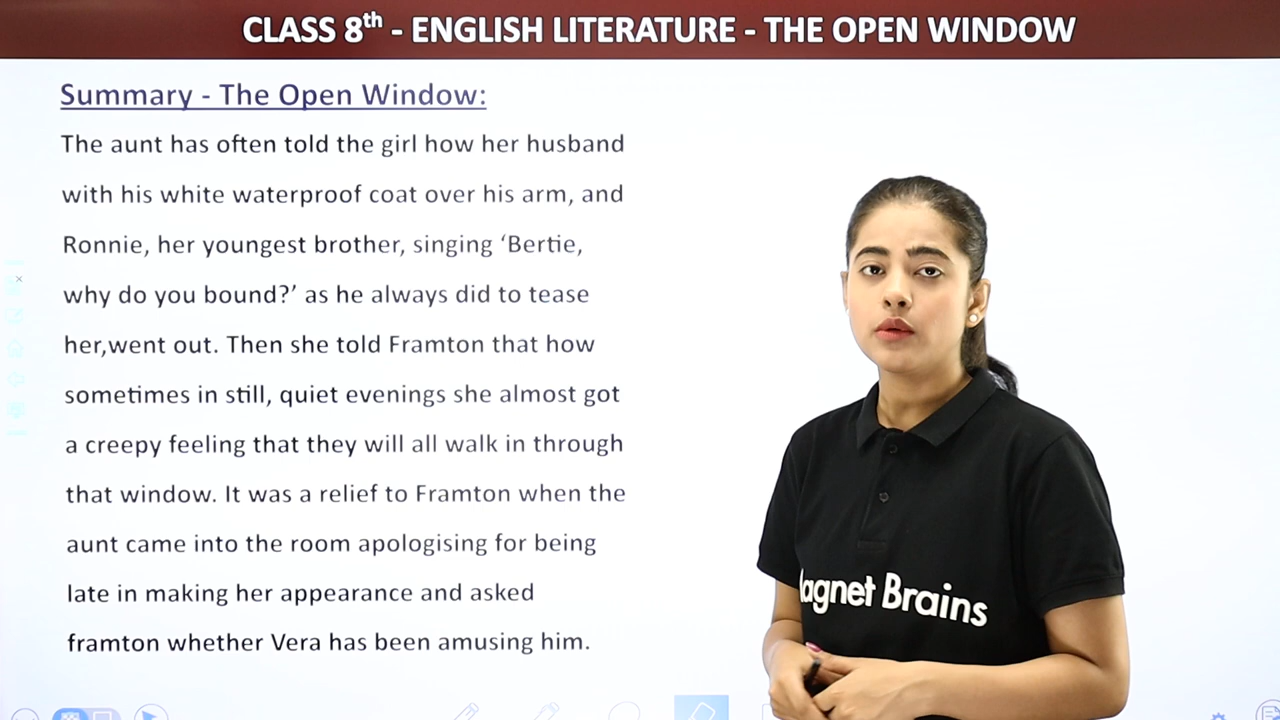 CLASS 8th - ENGLISH LITERATURE - THE OPEN WINDOW
Summary - The Open Window:
The aunt has often told the girl how her husband
with his white waterproof coat over his arm, and
Ronnie, her youngest brother, singing ‘Bertie,
why do you bound?’ as he always did to tease
her,went out. Then she told Framton that how
sometimes in still, quiet evenings she almost got
a creepy feeling that they will all walk in through
that window. It was a relief to Framton when the
aunt came into the room apologising for being
late in making her appearance and asked
framton whether Vera has been amusing him.
agnet Brains